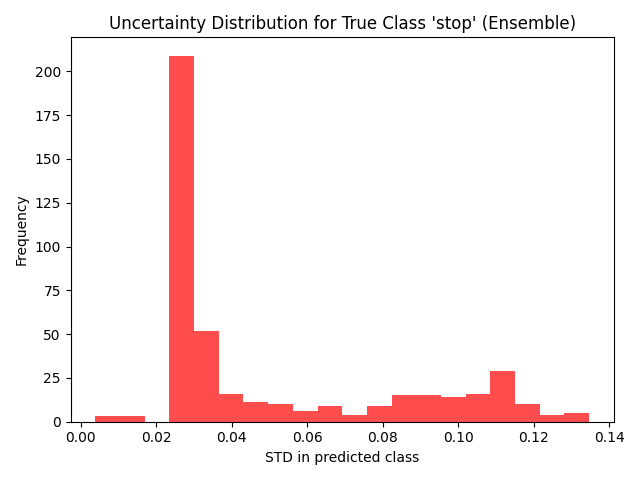 Uncertainty Distribution for True Class 'stop' (Ensemble)
200
175
150
125
100
75
50
25
0
Frequency
0.00 0.02 0.04 0.06 0.08 0.10 0.12 0.14
STD in predicted class